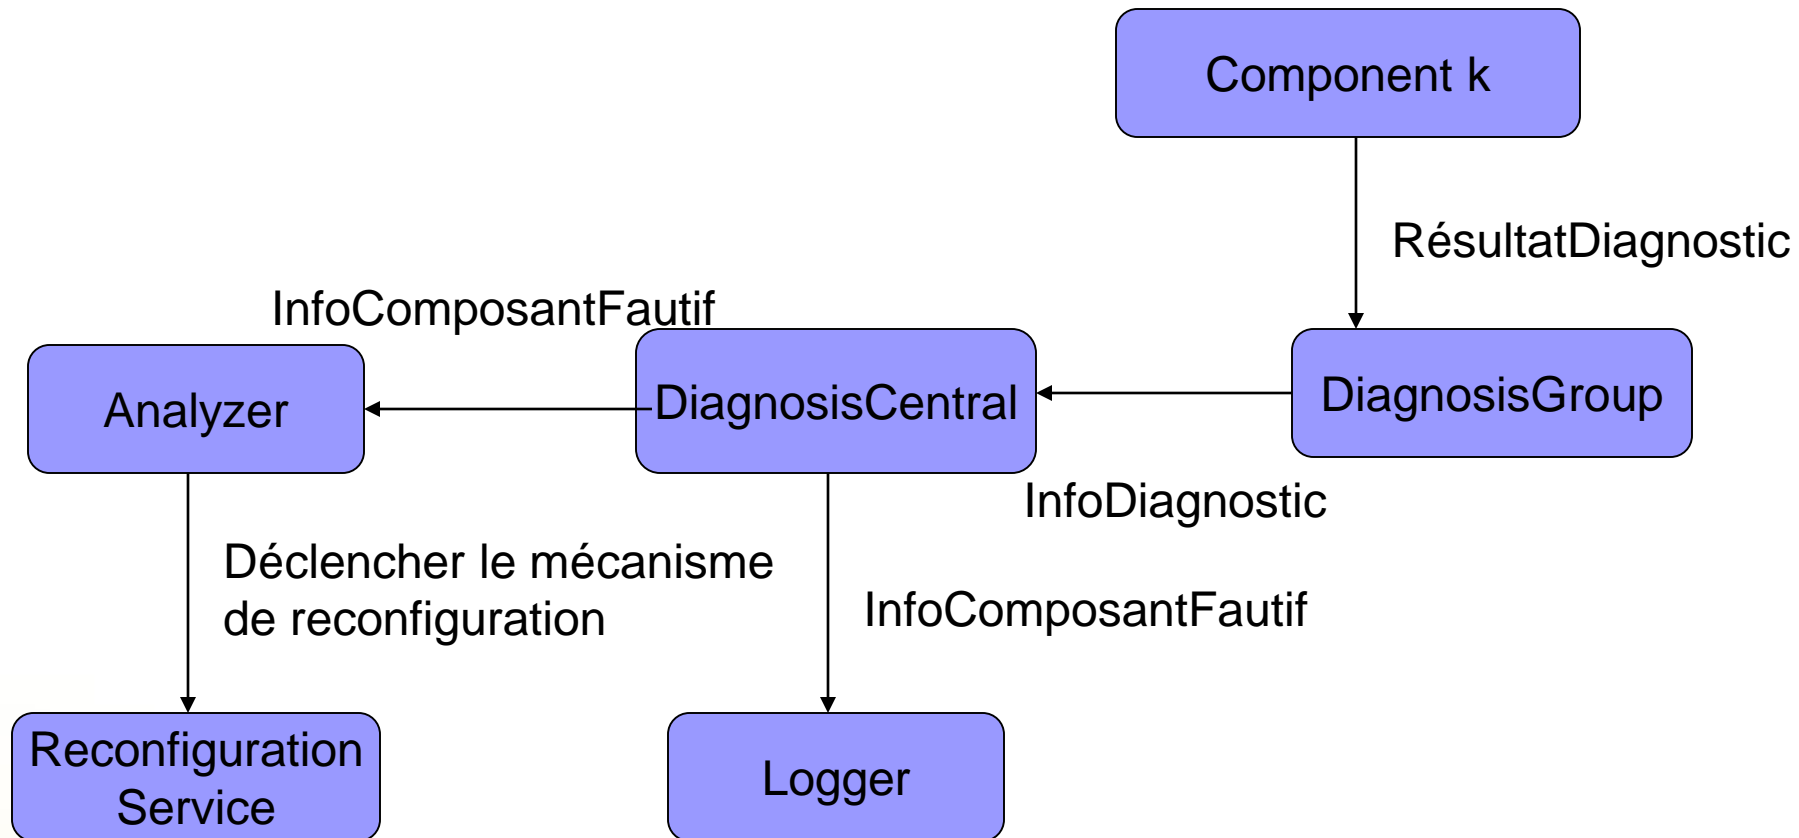 Component k
RésultatDiagnostic
InfoComposantFautif
Analyzer
DiagnosisCentral
DiagnosisGroup
InfoDiagnostic
Déclencher le mécanisme
de reconfiguration
InfoComposantFautif
Reconfiguration
Service
Logger